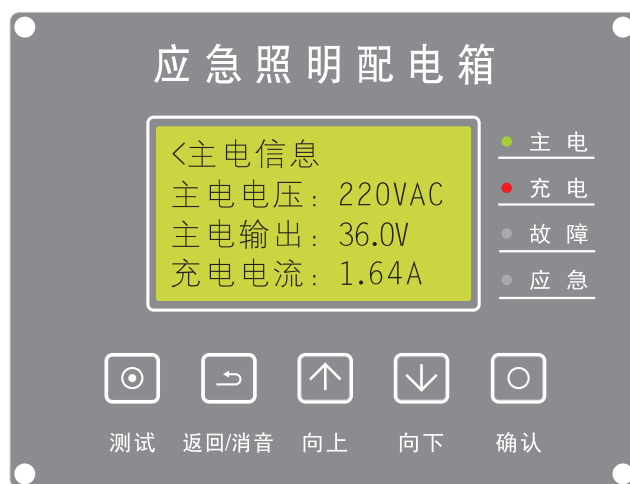 应急照明配电箱
<主电信息
主电电压: 220VAC
主电输出: 36.0V
充电电流: 1.64A
主电
充电
故障
应急
测试 返回/消音 向上 向下 确认